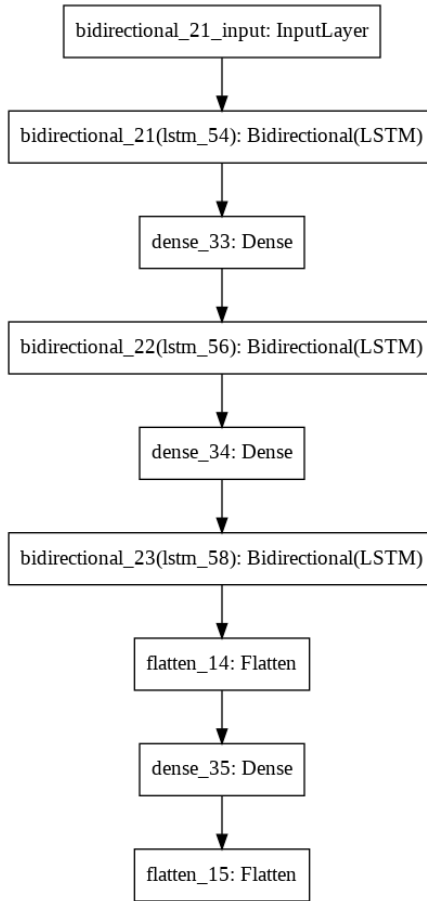 bidirectional_21_input: InputLayer
bidirectional_21(lstm_54): Bidirectional(LSTM)
dense_33: Dense
bidirectional_22(lstm_56): Bidirectional(LSTM)
dense_34: Dense
bidirectional_23(lstm_58): Bidirectional(LSTM)
flatten_14: Flatten
dense_35: Dense
flatten_15: Flatten